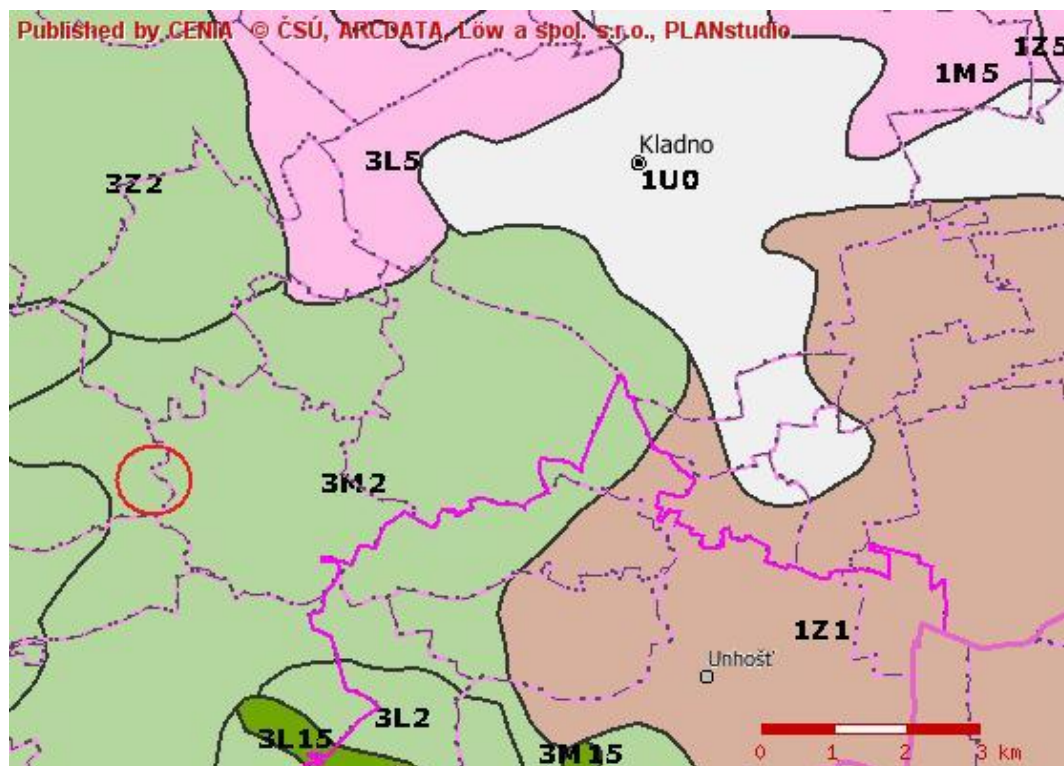 Published by CENIA © ČSÚ, ARCDATA, Löw a spol. s.r.o., PLANstudio
1Z5
1M5
Kladno
3L5
1U0
3Z2
3M2
1Z1
Unhošť
3L2
3L15
3M15
0 1 2 3 km